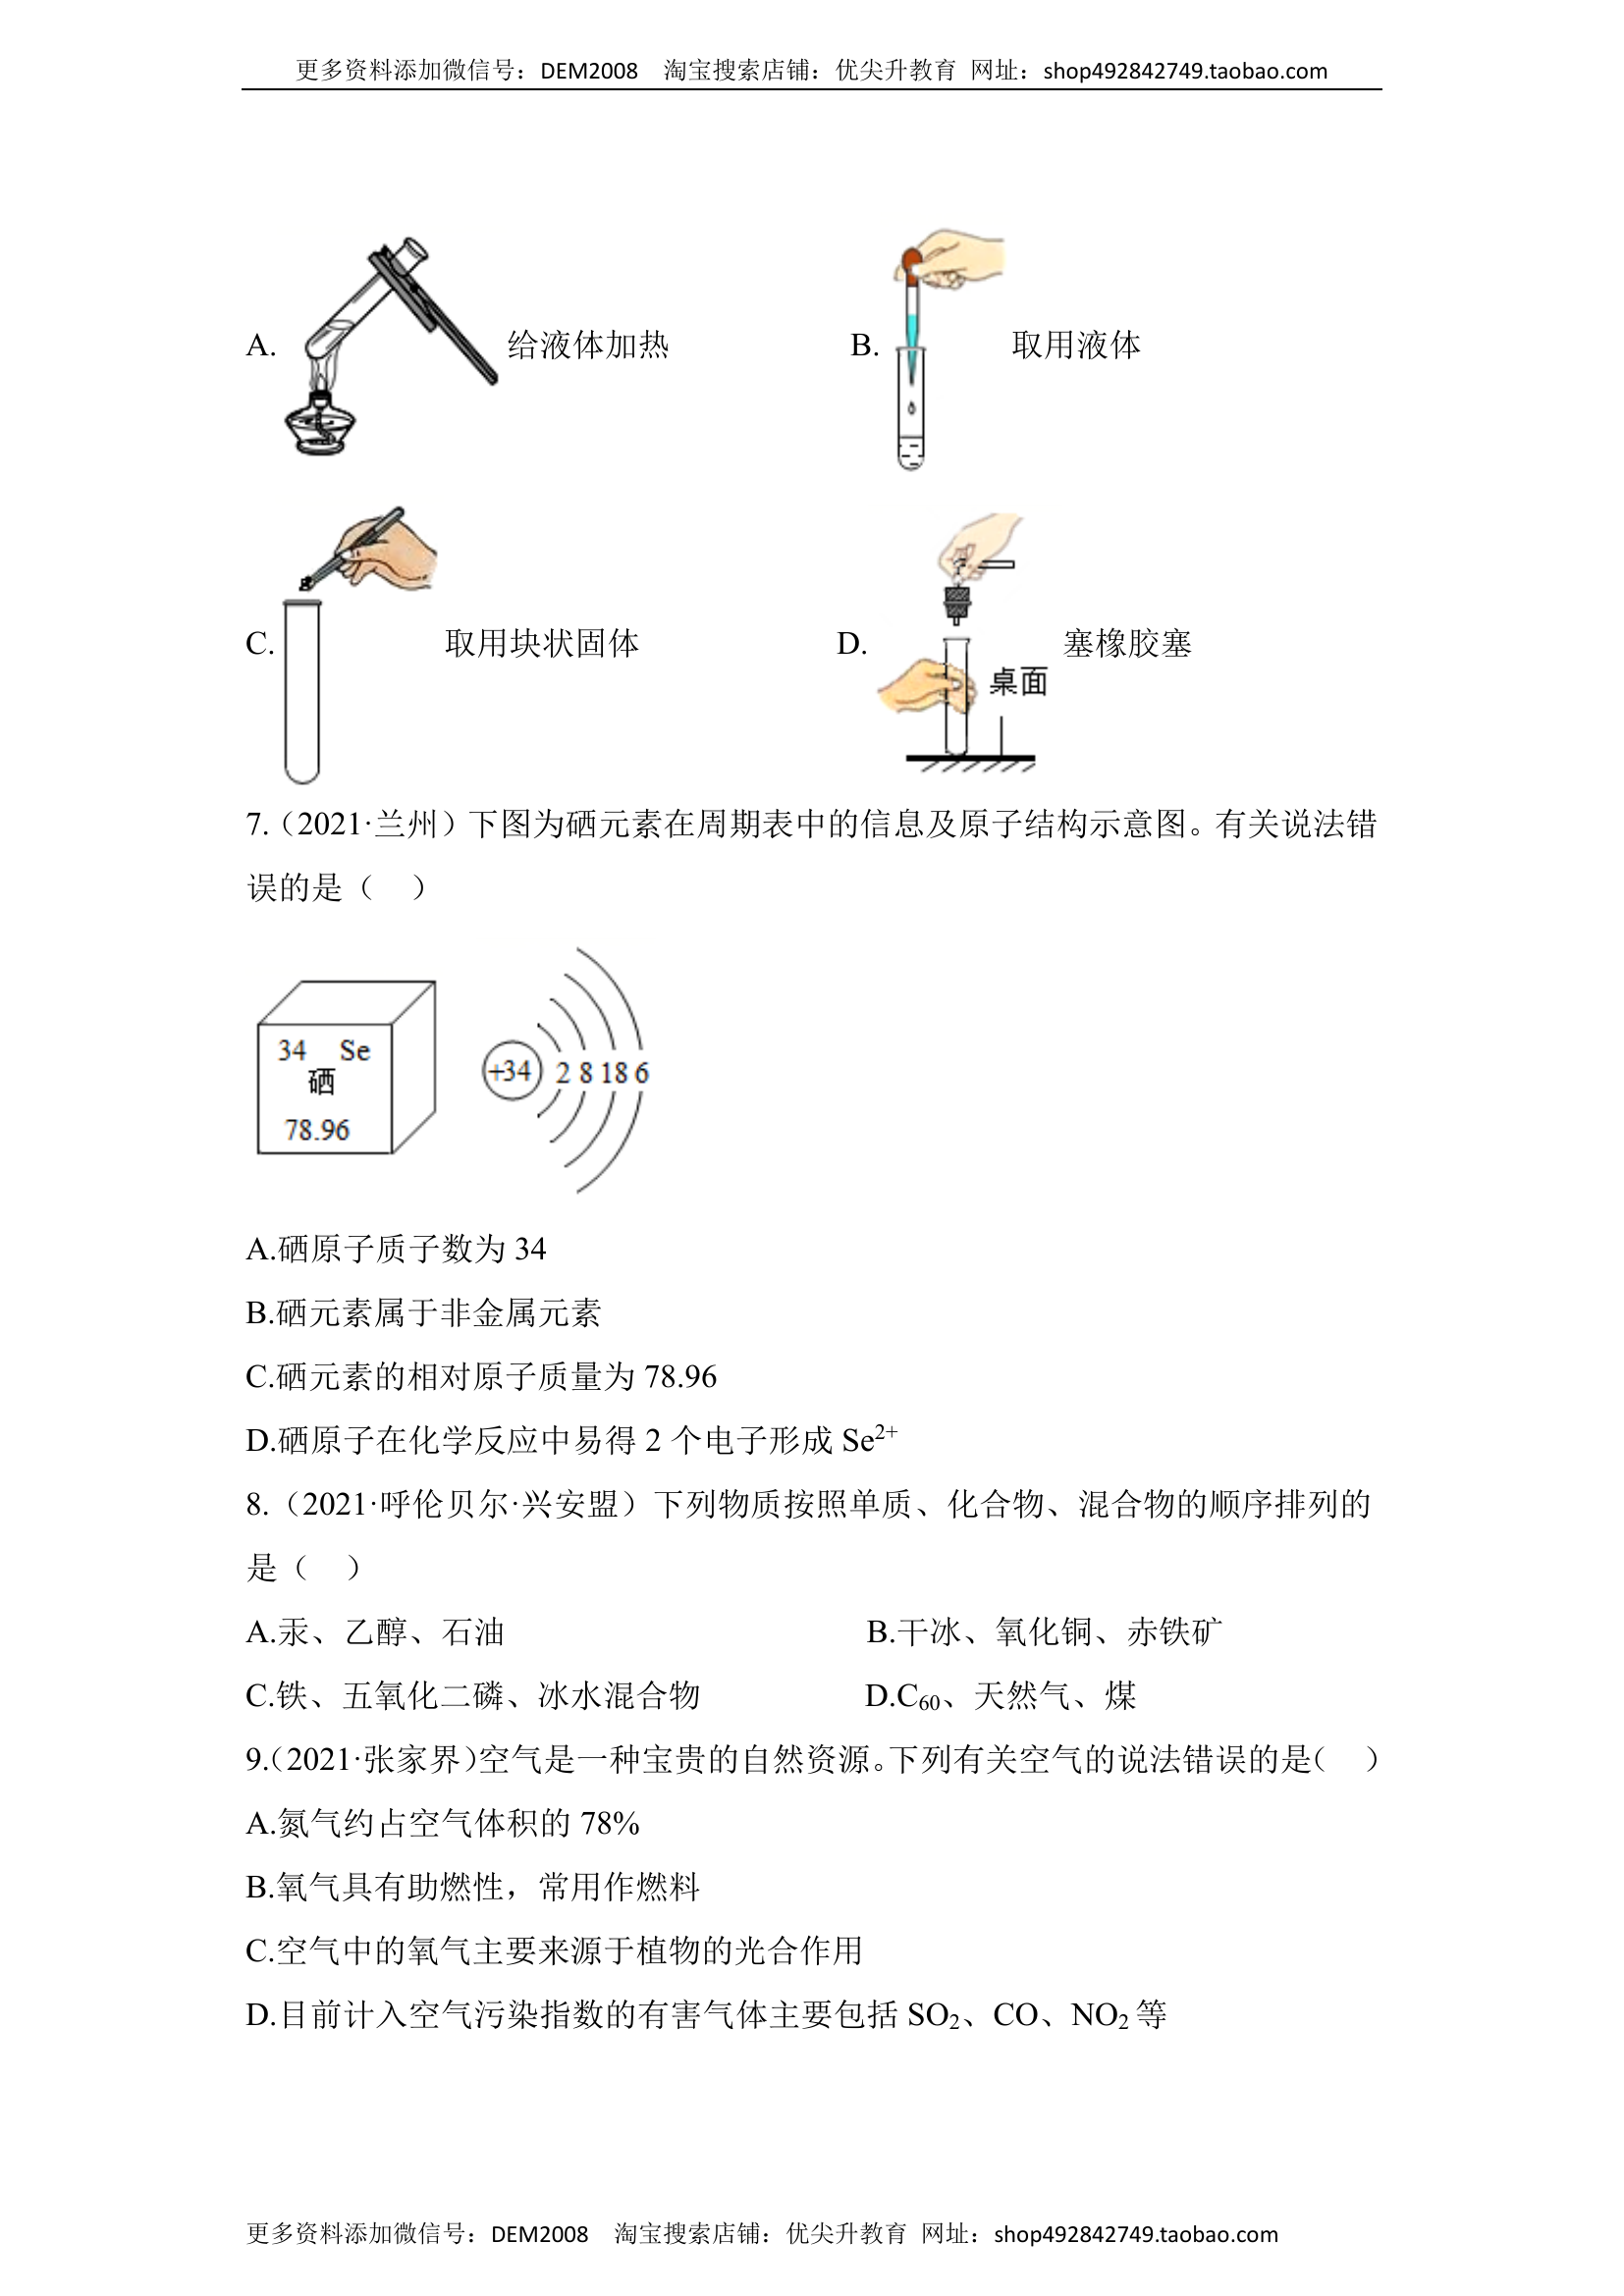 更多资料添加微信号：DEM2008 淘宝搜索店铺：优尖升教育 网址：shop492842749.taobao.com
A. 给液体加热 B. 取用液体
C. 取用块状固体 D. 塞橡胶塞
桌面
7.（2021·兰州）下图为硒元素在周期表中的信息及原子结构示意图。有关说法错
误的是（ ）
34 Se
硒
78.96
+34 2 8 18 6
A.硒原子质子数为 34
B.硒元素属于非金属元素
C.硒元素的相对原子质量为 78.96
D.硒原子在化学反应中易得 2 个电子形成 Se²⁺
8.（2021·呼伦贝尔·兴安盟）下列物质按照单质、化合物、混合物的顺序排列的
是（ ）
A.汞、乙醇、石油 B.干冰、氧化铜、赤铁矿
C.铁、五氧化二磷、冰水混合物 D.C₆₀、天然气、煤
9.（2021·张家界）空气是一种宝贵的自然资源。下列有关空气的说法错误的是（ ）
A.氮气约占空气体积的 78%
B.氧气具有助燃性，常用作燃料
C.空气中的氧气主要来源于植物的光合作用
D.目前计入空气污染指数的有害气体主要包括 SO₂、CO、NO₂ 等
更多资料添加微信号：DEM2008 淘宝搜索店铺：优尖升教育 网址：shop492842749.taobao.com